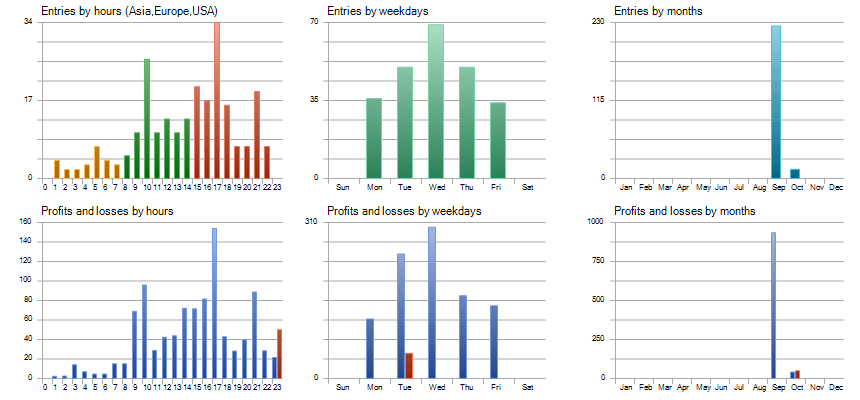 Entries by hours (Asia,Europe,USA)
34
17
0
0 1 2 3 4 5 6 7 8 9 10 11 12 13 14 15 16 17 18 19 20 21 22 23
Entries by weekdays
70
35
0
Sun Mon Tue Wed Thu Fri Sat
Entries by months
230
115
0
Jan Feb Mar Apr May Jun Jul Aug Sep Oct Nov Dec
Profits and losses by hours
160
140
120
100
80
60
40
20
0
0 1 2 3 4 5 6 7 8 9 10 11 12 13 14 15 16 17 18 19 20 21 22 23
Profits and losses by weekdays
310
0
Sun Mon Tue Wed Thu Fri Sat
Profits and losses by months
1000
750
500
250
0
Jan Feb Mar Apr May Jun Jul Aug Sep Oct Nov Dec